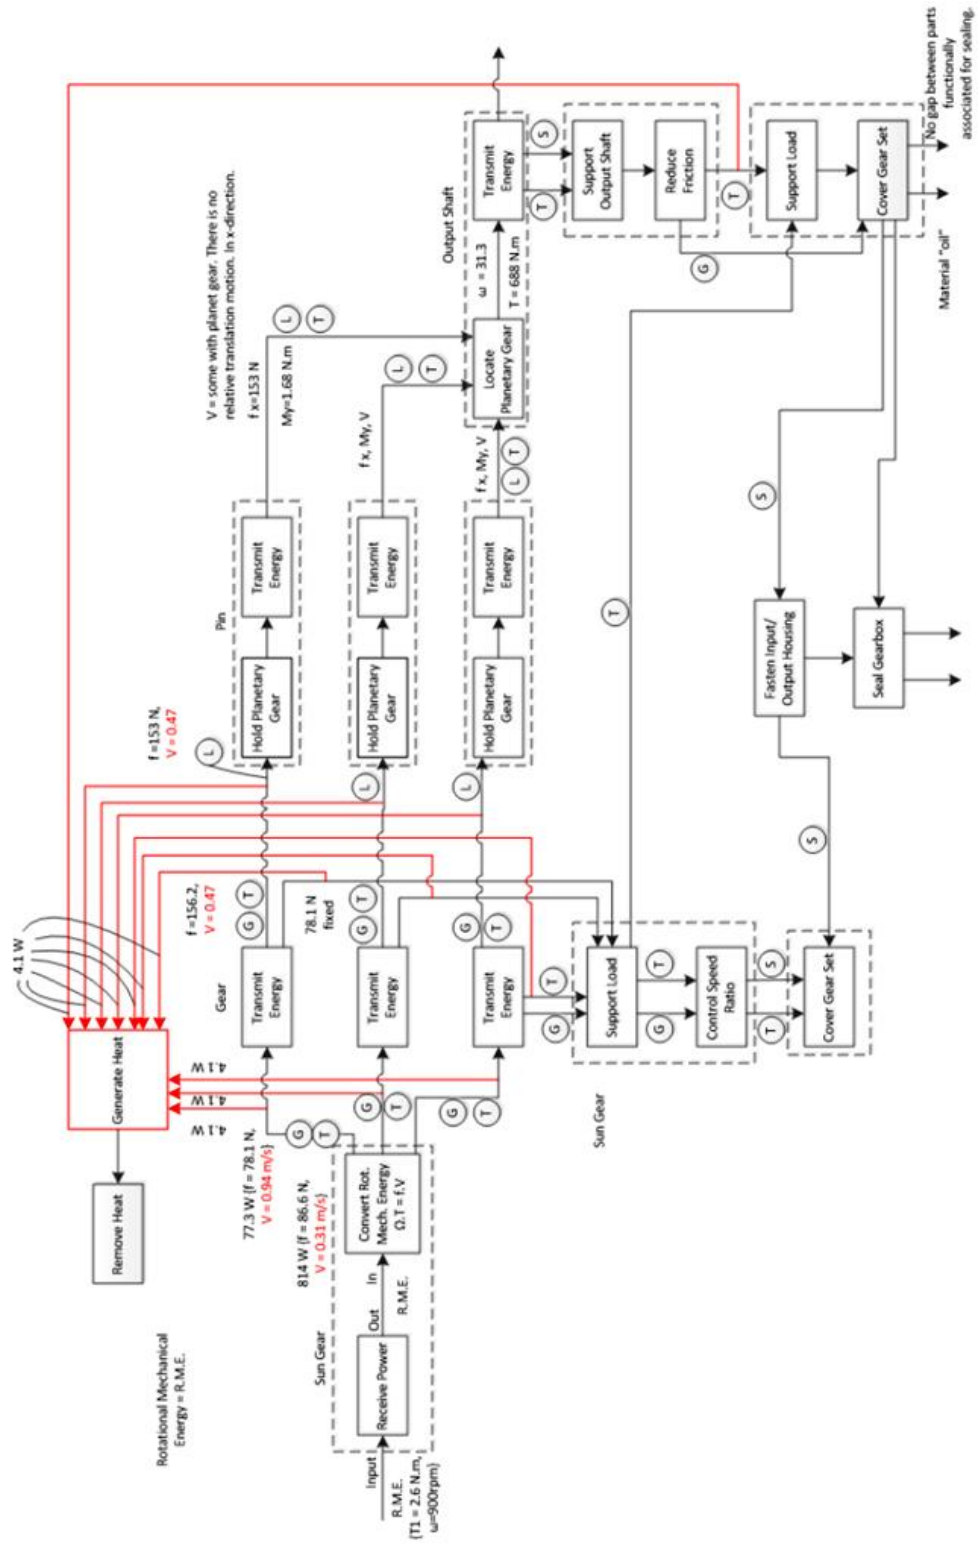 Rotational Mechanical
Energy = R.M.E.
Input
R.M.E.
(T1 = 2.6 N.m,
ω=900rpm)
Sun Gear
Receive Power
Out
In
R.M.E.
Convert Rot.
Mech. Energy
Ω.T = f.V
814 W (f = 86.6 N,
V = 0.31 m/s)
77.3 W (f = 78.1 N,
V = 0.94 m/s)
Remove Heat
Generate Heat
4.1 W
4.1 W
4.1 W
4.1 W
G
T
G
T
G
T
Gear
Transmit
Energy
Transmit
Energy
Transmit
Energy
f =156.2,
V = 0.47
G
T
78.1 N
fixed
G
T
G
T
f =153 N,
V = 0.47
L
L
L
Pin
Hold Planetary
Gear
Transmit
Energy
Hold Planetary
Gear
Transmit
Energy
Hold Planetary
Gear
Transmit
Energy
V = some with planet gear. There is no
relative translation motion. In x-direction.
f x=153 N
My=1.68 N.m
L
T
f x, My, V
L
T
f x, My, V
L
T
Output Shaft
Locate
Planetary Gear
ω = 31.3
T = 688 N.m
Transmit
Energy
T
S
Support
Output Shaft
Reduce
Friction
G
T
Support Load
Cover Gear Set
No gap between parts
functionally
associated for sealing.
Material "oil"
Sun Gear
G
T
Support Load
G
T
Control Speed
Ratio
T
S
Cover Gear Set
T
S
Fasten Input/
Output Housing
Seal Gearbox
S